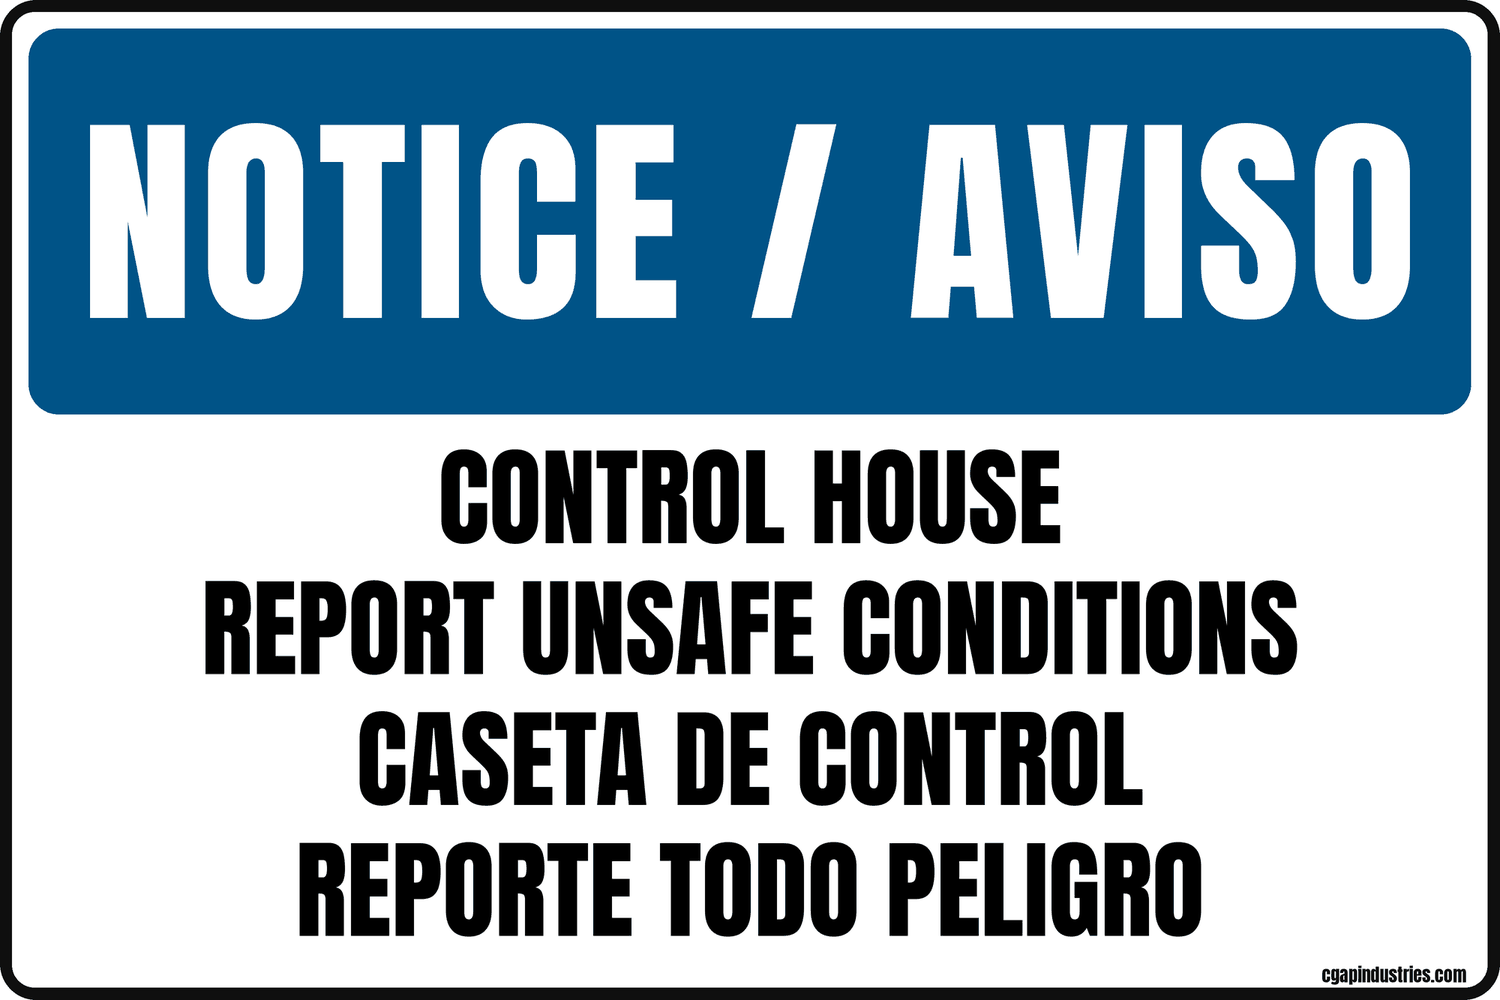 NOTICE / AVISO
CONTROL HOUSE
REPORT UNSAFE CONDITIONS
CASETA DE CONTROL
REPORTE TODO PELIGRO
cgapindustries.com